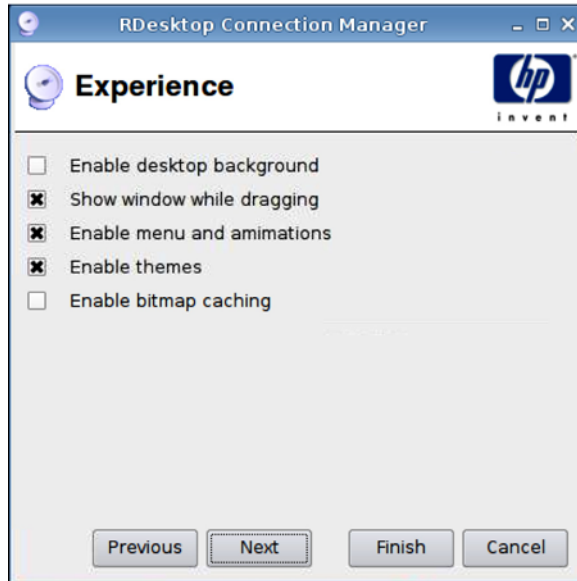 RDesktop Connection Manager
Experience
hp
invent
Enable desktop background
Show window while dragging
Enable menu and amimations
Enable themes
Enable bitmap caching
Previous Next Finish Cancel